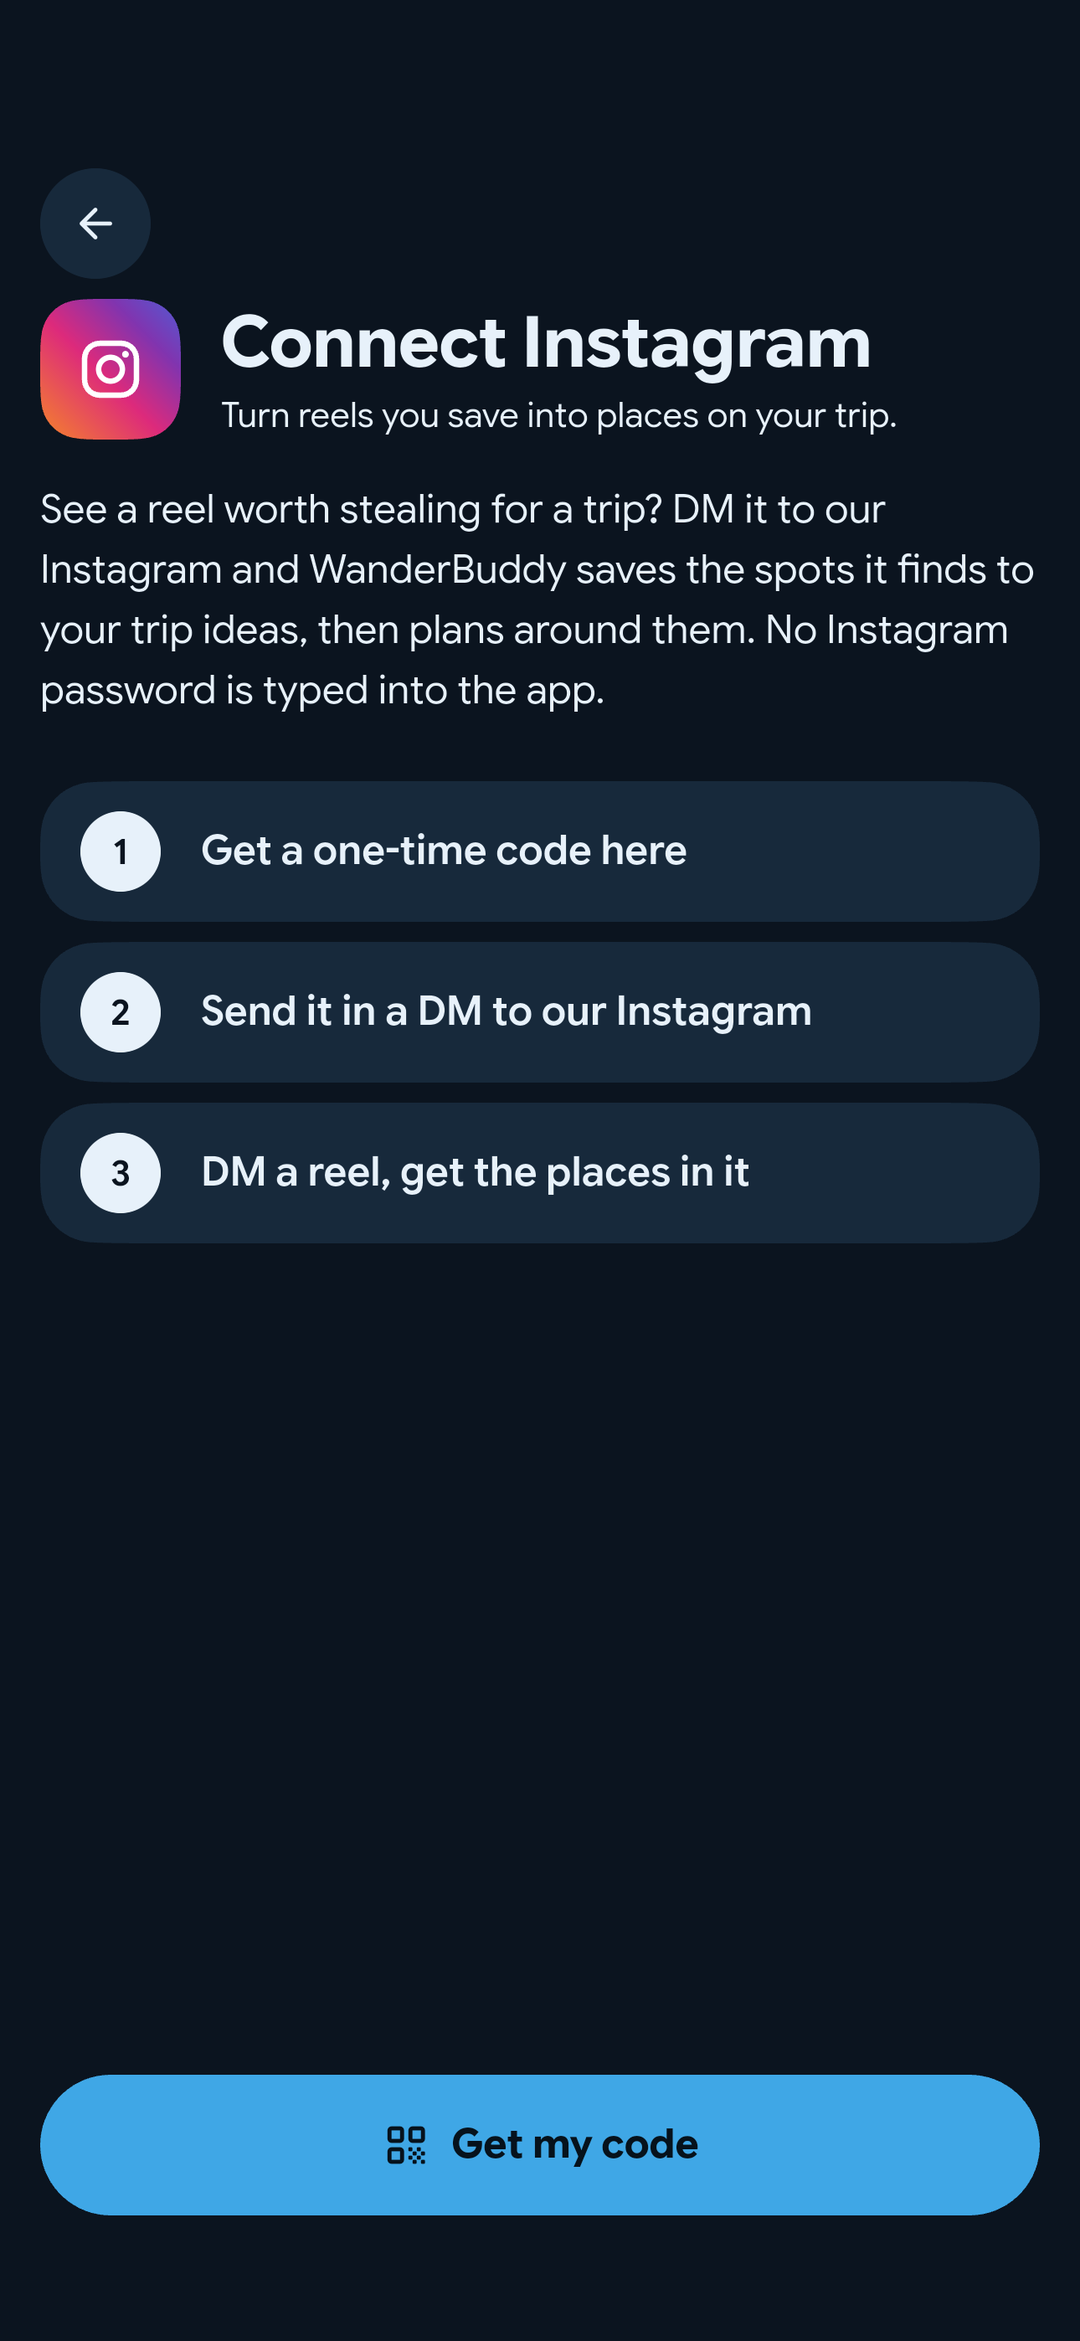 Connect Instagram
Turn reels you save into places on your trip.
See a reel worth stealing for a trip? DM it to our
Instagram and WanderBuddy saves the spots it finds to
your trip ideas, then plans around them. No Instagram
password is typed into the app.
1 Get a one-time code here
2 Send it in a DM to our Instagram
3 DM a reel, get the places in it
Get my code